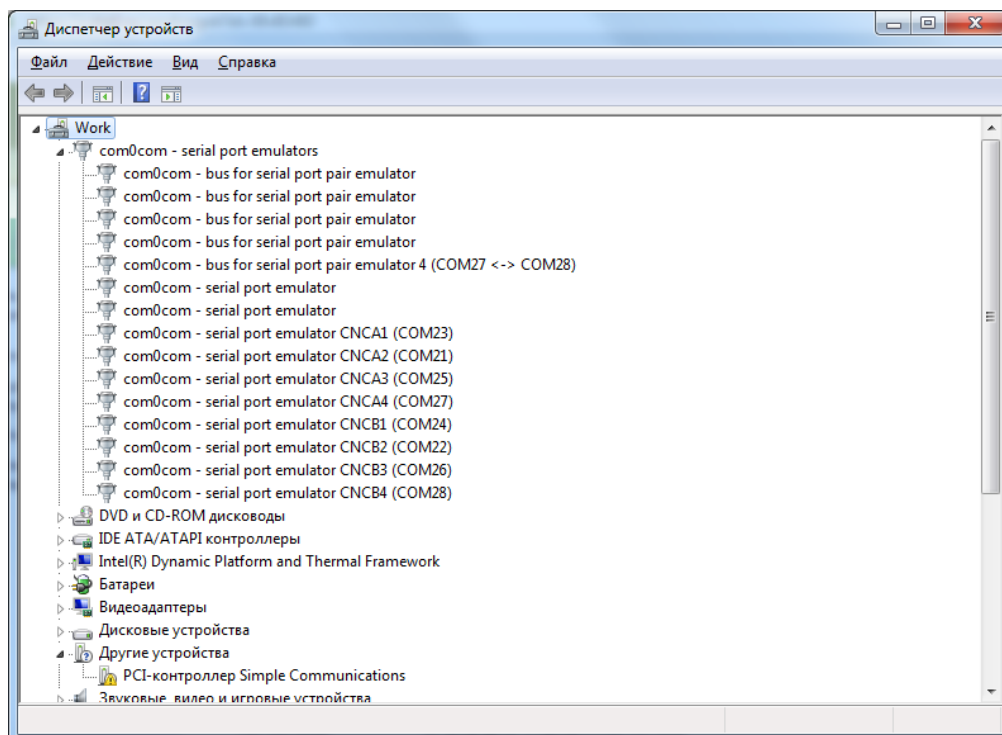 Диспетчер устройств
Файл Действие Вид Справка
Work
com0com - serial port emulators
com0com - bus for serial port pair emulator
com0com - bus for serial port pair emulator
com0com - bus for serial port pair emulator
com0com - bus for serial port pair emulator
com0com - bus for serial port pair emulator 4 (COM27 <-> COM28)
com0com - serial port emulator
com0com - serial port emulator
com0com - serial port emulator CNCA1 (COM23)
com0com - serial port emulator CNCA2 (COM21)
com0com - serial port emulator CNCA3 (COM25)
com0com - serial port emulator CNCA4 (COM27)
com0com - serial port emulator CNCB1 (COM24)
com0com - serial port emulator CNCB2 (COM22)
com0com - serial port emulator CNCB3 (COM26)
com0com - serial port emulator CNCB4 (COM28)
DVD и CD-ROM дисководы
IDE ATA/ATAPI контроллеры
Intel(R) Dynamic Platform and Thermal Framework
Батареи
Видеоадаптеры
Дисковые устройства
Другие устройства
PCI-контроллер Simple Communications
Звуковые, видео и игровые устройства